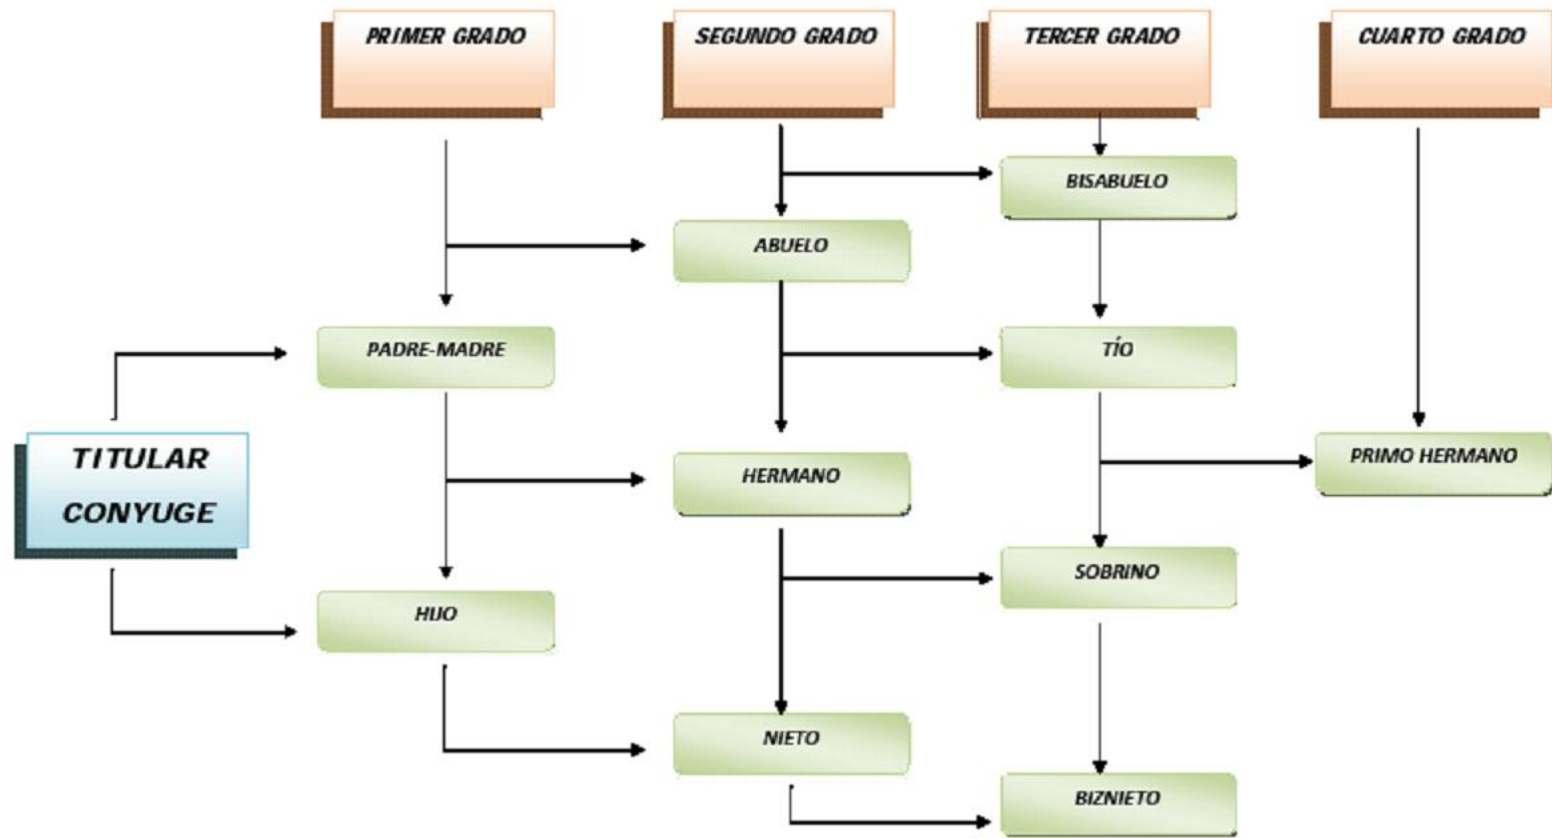 PRIMER GRADO
SEGUNDO GRADO
TERCER GRADO
CUARTO GRADO
BISABUELO
ABUELO
PADRE-MADRE
TÍO
TITULAR
CONYUGE
HERMANO
PRIMO HERMANO
HIJO
SOBRINO
NIETO
BIZNIETO